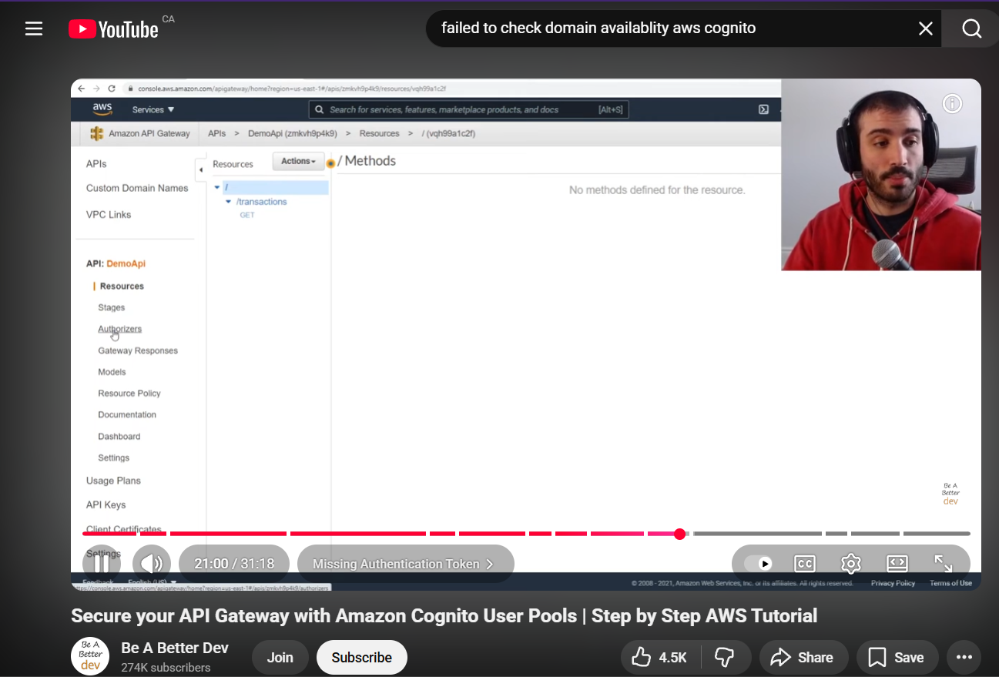 YouTube CA
failed to check domain availablity aws cognito
console.aws.amazon.com/apigateway/home?region=us-east-1#/apis/zmkvh9p4k9/resources/vqh99a1c2f
aws Services ▼ Search for services, features, marketplace products, and docs [Alt+S]
Amazon API Gateway APIs > DemoApi (zmkvh9p4k9) > Resources > / (vqh99a1c2f)
APIs
Custom Domain Names
VPC Links
API: DemoApi
Resources
Stages
Authorizers
Gateway Responses
Models
Resource Policy
Documentation
Dashboard
Settings
Usage Plans
API Keys
Client Certificates
Settings
Resources Actions
/
/transactions
GET
/ Methods
No methods defined for the resource.
Be A
Better
dev
21:00 / 31:18
Missing Authentication Token >
CC
Feedback English (US) ▼
© 2008 - 2021, Amazon Web Services, Inc. or its affiliates. All rights reserved. Privacy Policy Terms of Use
https://console.aws.amazon.com/apigateway/home?region=us-east-1#/apis/zmkvh9p4k9/authorizers
Secure your API Gateway with Amazon Cognito User Pools | Step by Step AWS Tutorial
Be A
Better
dev
Be A Better Dev
274K subscribers
Join
Subscribe
4.5K
Share
Save